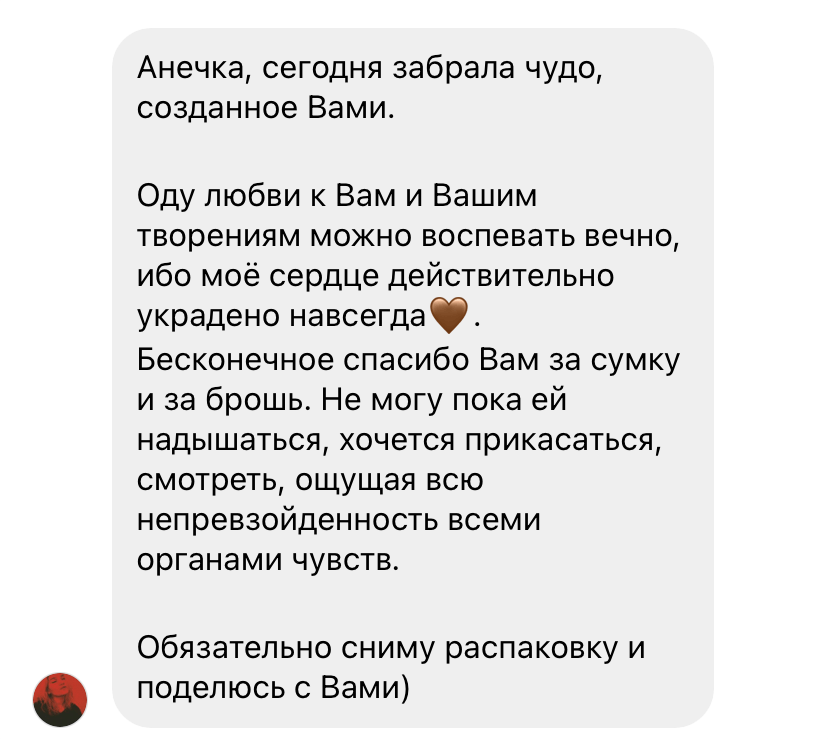 Анечка, сегодня забрала чудо,
созданное Вами.
Оду любви к Вам и Вашим
творениям можно воспевать вечно,
ибо моё сердце действительно
украдено навсегда🤎.
Бесконечное спасибо Вам за сумку
и за брошь. Не могу пока ей
надышаться, хочется прикасаться,
смотреть, ощущая всю
непревзойденность всеми
органами чувств.
Обязательно сниму распаковку и
поделюсь с Вами)